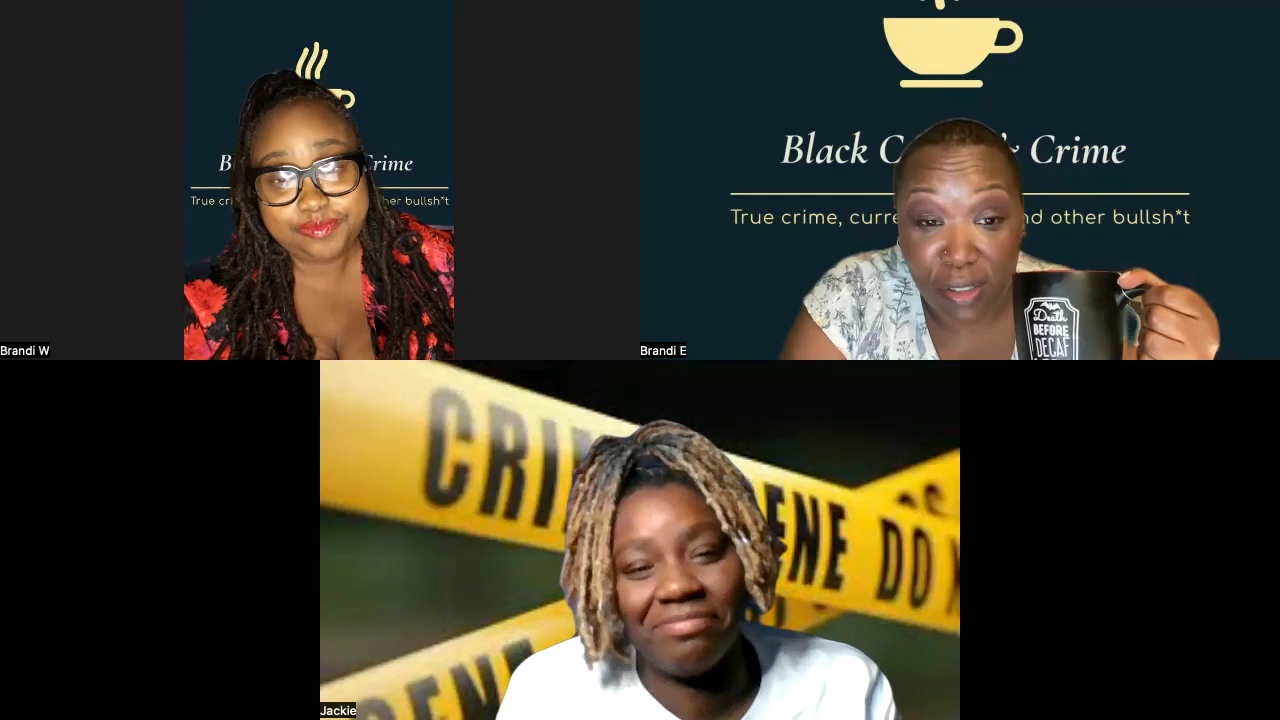 B Crime
True cri her bullsh*t
Brandi W
Black C & Crime
True crime, curre nd other bullsh*t
Death
BEFORE
DECAF
Brandi E
CRI ENE DO
ENE
Jackie